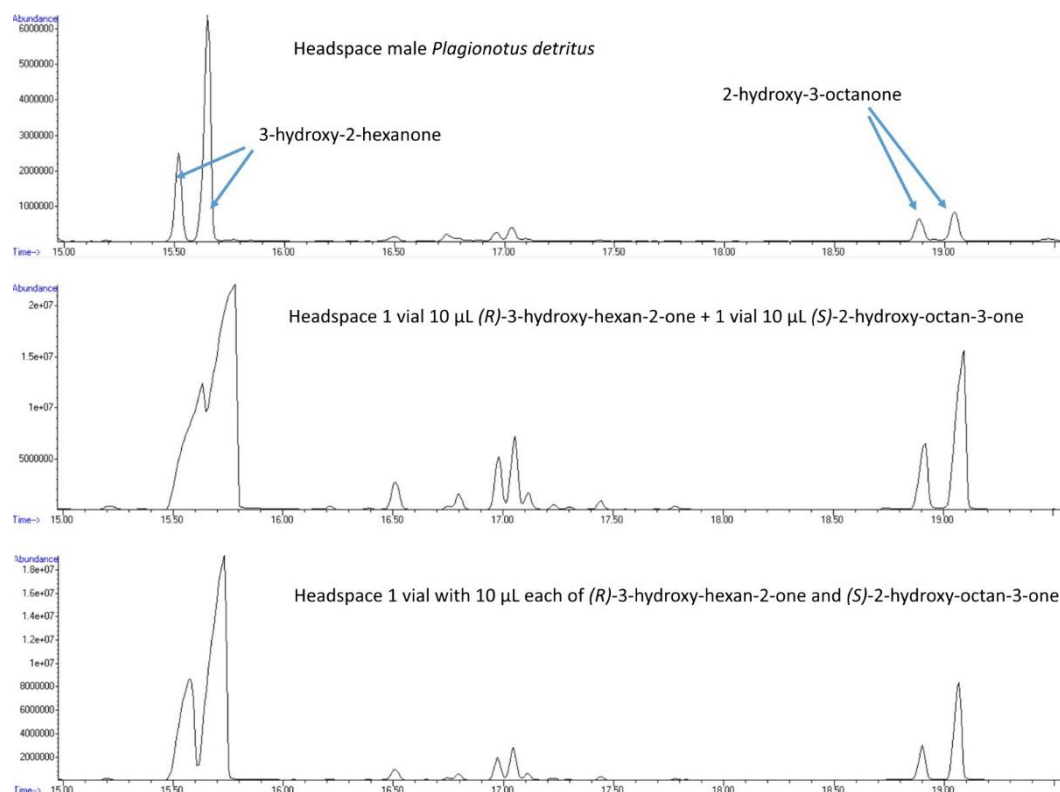 Abundance
6000000
Headspace male Plagionotus detritus
5000000
2-hydroxy-3-octanone
4000000
3-hydroxy-2-hexanone
3000000
2000000
1000000
Time--> 15.00 15.50 16.00 16.50 17.00 17.50 18.00 18.50 19.00
Abundance
2e+07
Headspace 1 vial 10 µL (R)-3-hydroxy-hexan-2-one + 1 vial 10 µL (S)-2-hydroxy-octan-3-one
1.5e+07
1e+07
5000000
Time--> 15.00 15.50 16.00 16.50 17.00 17.50 18.00 18.50 19.00
Abundance
1.8e+07
Headspace 1 vial with 10 µL each of (R)-3-hydroxy-hexan-2-one and (S)-2-hydroxy-octan-3-one
1.6e+07
1.4e+07
1.2e+07
1e+07
8000000
6000000
4000000
2000000
Time--> 15.00 15.50 16.00 16.50 17.00 17.50 18.00 18.50 19.00